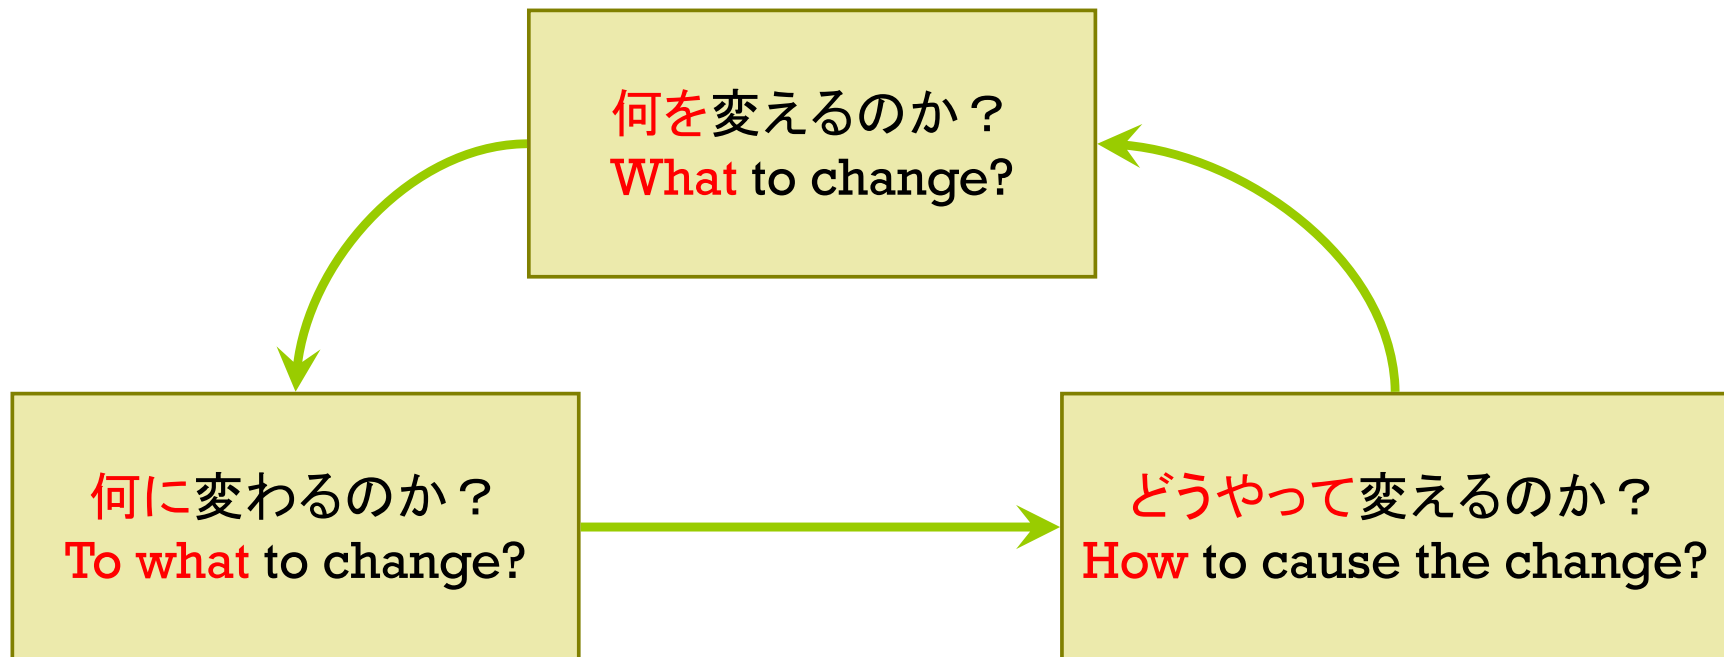 何を変えるのか？
What to change?
何に変わるのか？
To what to change?
どうやって変えるのか？
How to cause the change?